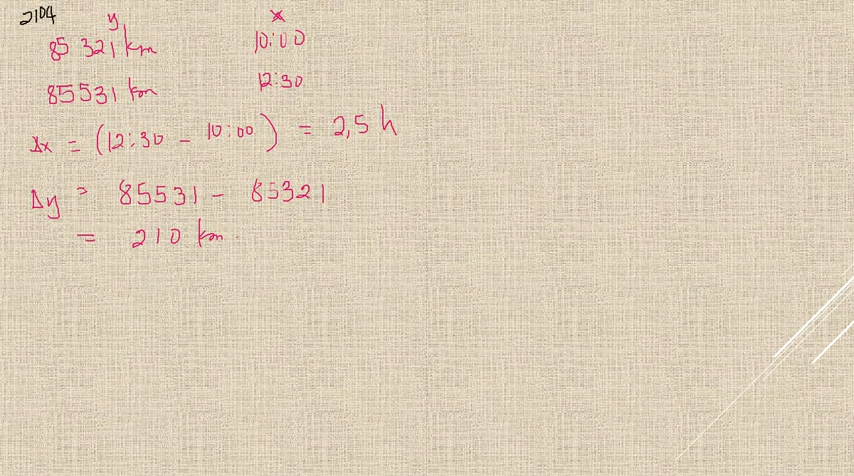 2104
y x
85 321 km 10:00
85531 km 12:30
Δx = (12:30 - 10:00) = 2,5 h
Δy = 85531 - 85321
= 210 km.